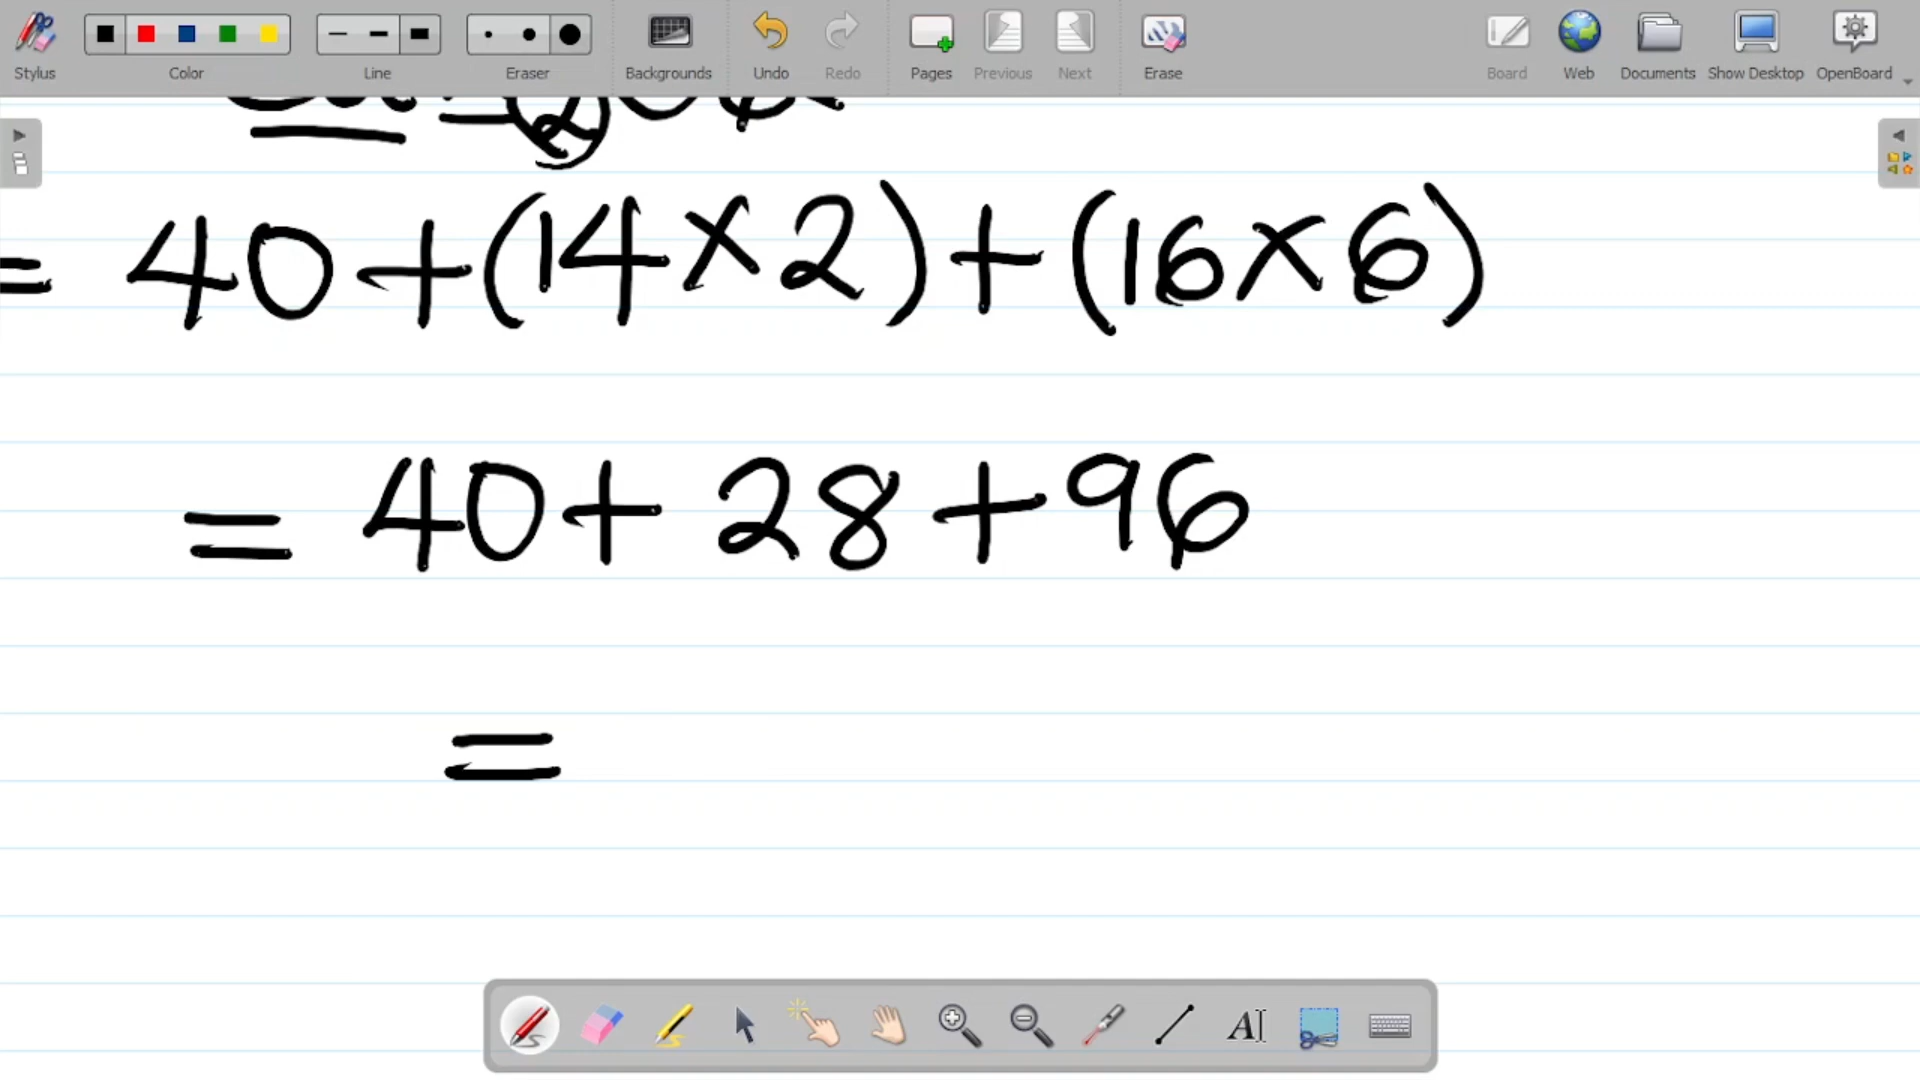 Stylus Color Line Eraser Backgrounds Undo Redo Pages Previous Next Erase Board Web Documents Show Desktop OpenBoard
= 40 + (14 × 2) + (16 × 6)
= 40 + 28 + 96
=